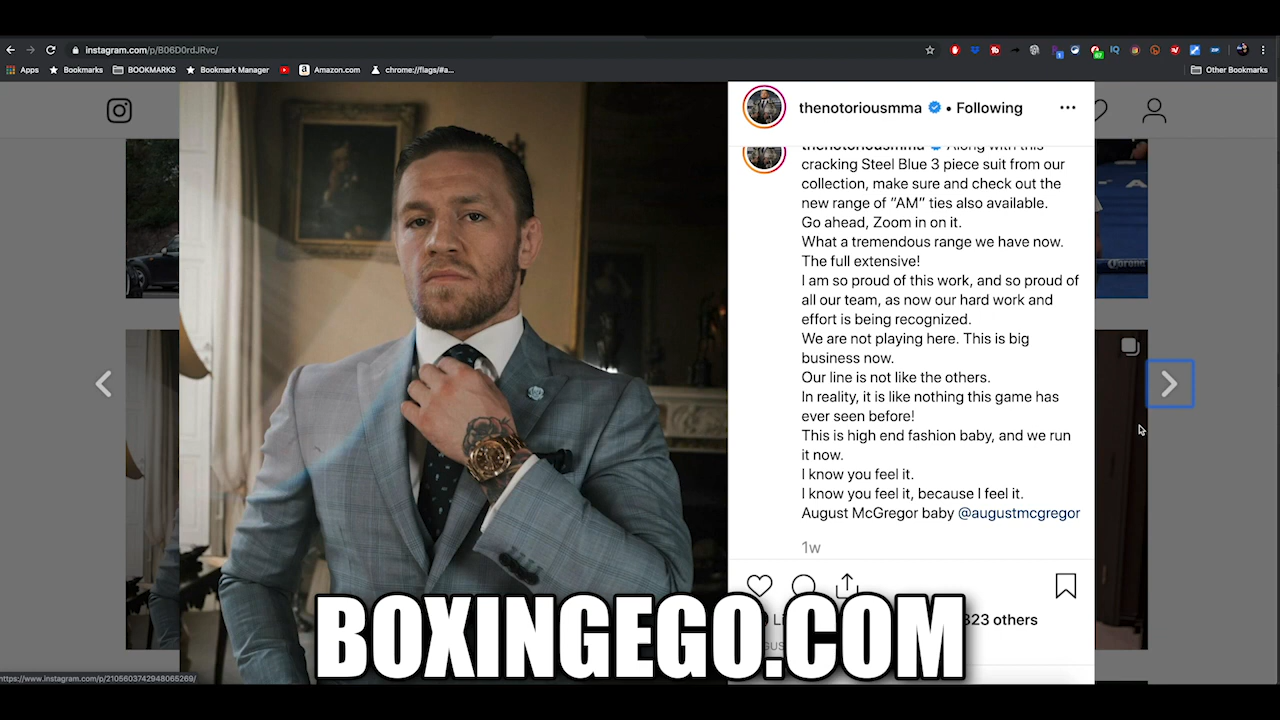 instagram.com/p/B06D0rdJRvc/
Apps Bookmarks BOOKMARKS Bookmark Manager Amazon.com chrome://flags/#a... Other Bookmarks
thenotoriousmma • Following
thenotoriousmma Along with this
cracking Steel Blue 3 piece suit from our
collection, make sure and check out the
new range of “AM” ties also available.
Go ahead, Zoom in on it.
What a tremendous range we have now.
The full extensive!
I am so proud of this work, and so proud of
all our team, as now our hard work and
effort is being recognized.
We are not playing here. This is big
business now.
Our line is not like the others.
In reality, it is like nothing this game has
ever seen before!
This is high end fashion baby, and we run
it now.
I know you feel it.
I know you feel it, because I feel it.
August McGregor baby @augustmcgregor
1w
323 others
Corona
BOXINGEGO.COM
https://www.instagram.com/p/2105603742948065269/